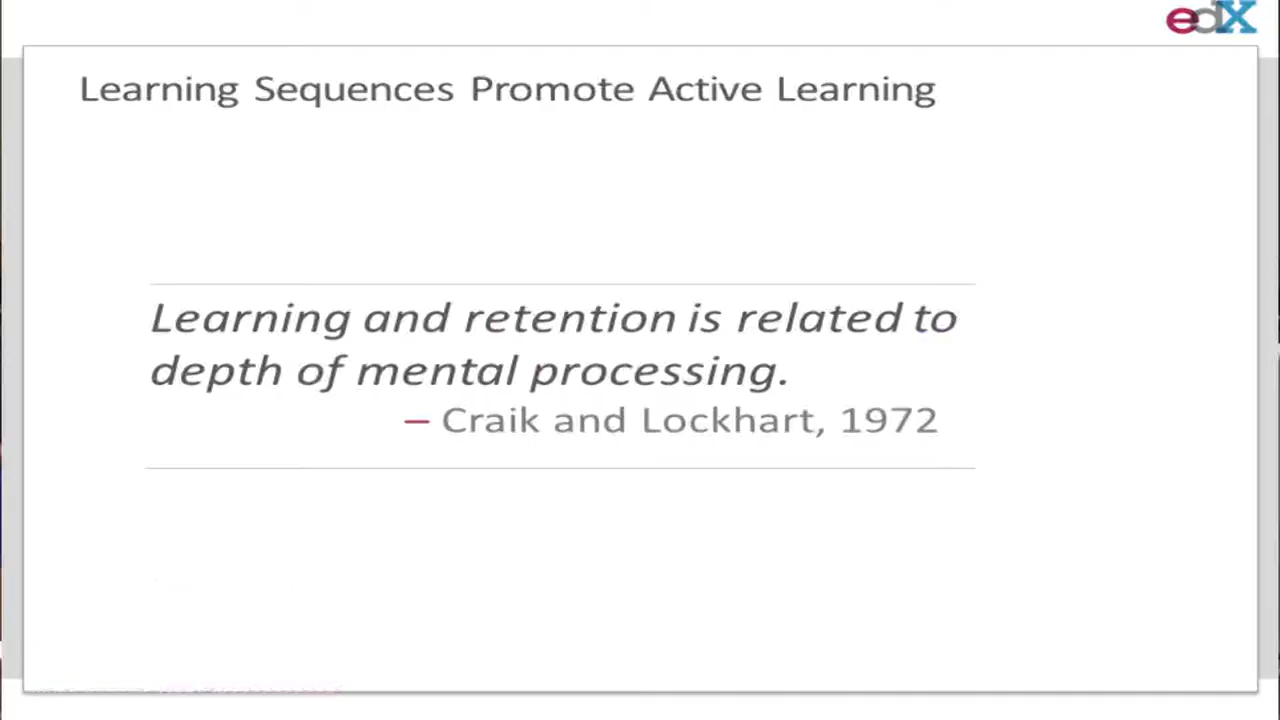 edX
Learning Sequences Promote Active Learning
Learning and retention is related to
depth of mental processing.
– Craik and Lockhart, 1972